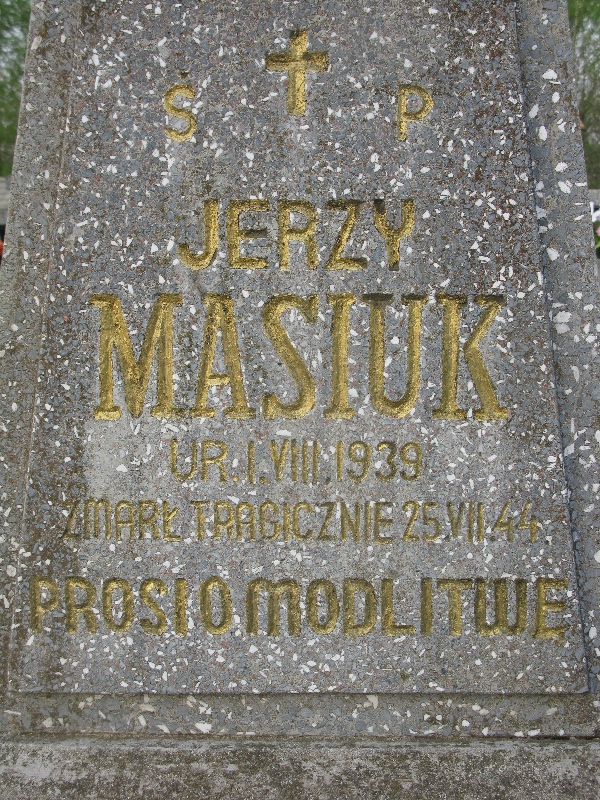 Ś P
JERZY
MASIUK
UR. I. VIII. 1939
ZMARŁ TRAGICZNIE 25.VII.44
PROSI O MODLITWĘ